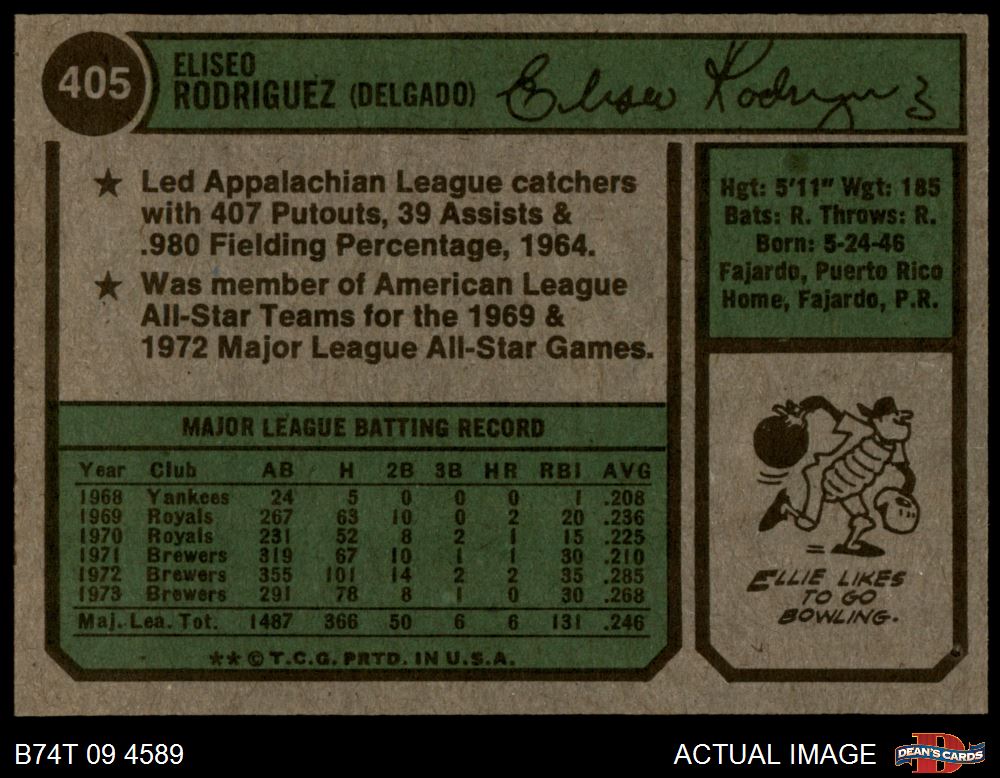 405
ELISEO
RODRIGUEZ (DELGADO)
Eliseo Rodriguez
★ Led Appalachian League catchers
with 407 Putouts, 39 Assists &
.980 Fielding Percentage, 1964.
★ Was member of American League
All-Star Teams for the 1969 &
1972 Major League All-Star Games.
Hgt: 5'11" Wgt: 185
Bats: R. Throws: R.
Born: 5-24-46
Fajardo, Puerto Rico
Home, Fajardo, P.R.
MAJOR LEAGUE BATTING RECORD
Year Club AB H 2B 3B HR RBI AVG
1968 Yankees 24 5 0 0 0 1 .208
1969 Royals 267 63 10 0 2 20 .236
1970 Royals 231 52 8 2 1 15 .225
1971 Brewers 319 67 10 1 1 30 .210
1972 Brewers 355 101 14 2 2 35 .285
1973 Brewers 291 78 8 1 0 30 .268
Maj. Lea. Tot. 1487 366 50 6 6 131 .246
** © T.C.G. PRTD. IN U.S.A.
ELLIE LIKES
TO GO
BOWLING.
B74T 09 4589
ACTUAL IMAGE
D
DEAN'S CARDS